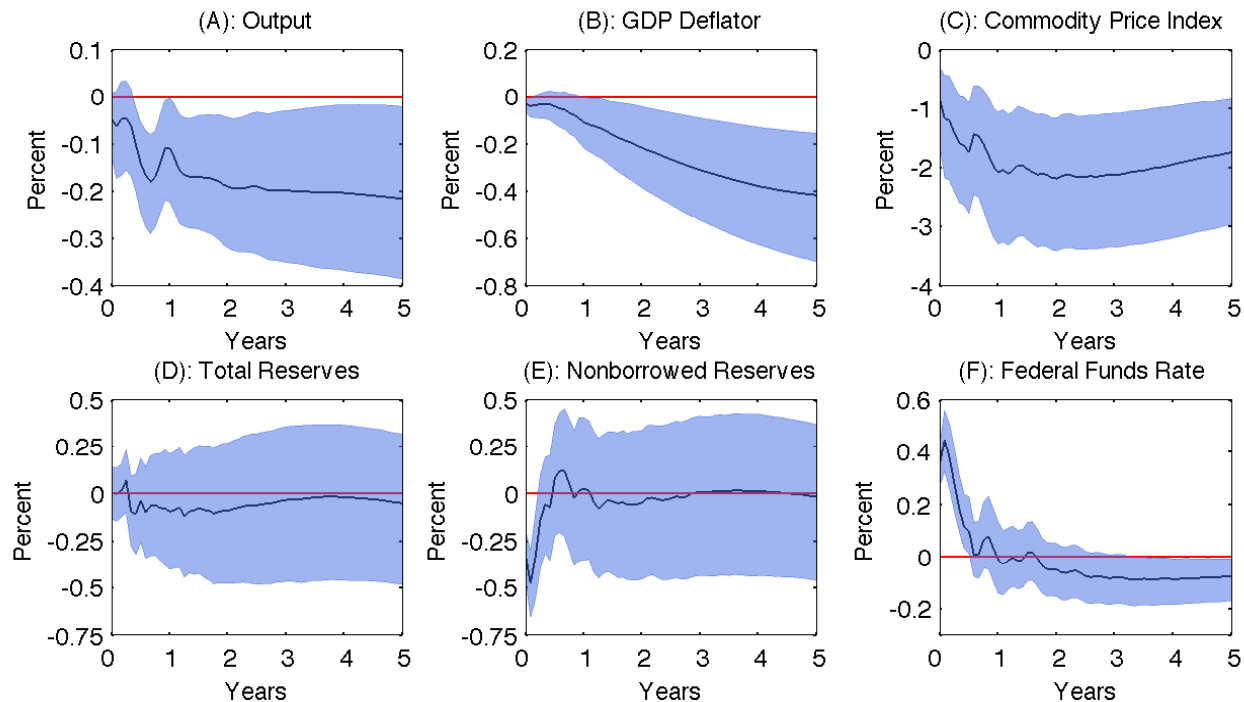 (A): Output
(B): GDP Deflator
(C): Commodity Price Index
Percent
0.1
0
-0.1
-0.2
-0.3
-0.4
0 1 2 3 4 5
Years
Percent
0.2
0
-0.2
-0.4
-0.6
0.8
0 1 2 3 4 5
Years
Percent
0
-1
-2
-3
-4
0 1 2 3 4 5
Years
(D): Total Reserves
(E): Nonborrowed Reserves
(F): Federal Funds Rate
Percent
0.5
0.25
0
-0.25
-0.5
-0.75
0 1 2 3 4 5
Years
Percent
0.5
0.25
0
-0.25
-0.5
-0.75
0 1 2 3 4 5
Years
Percent
0.6
0.4
0.2
0
-0.2
0 1 2 3 4 5
Years